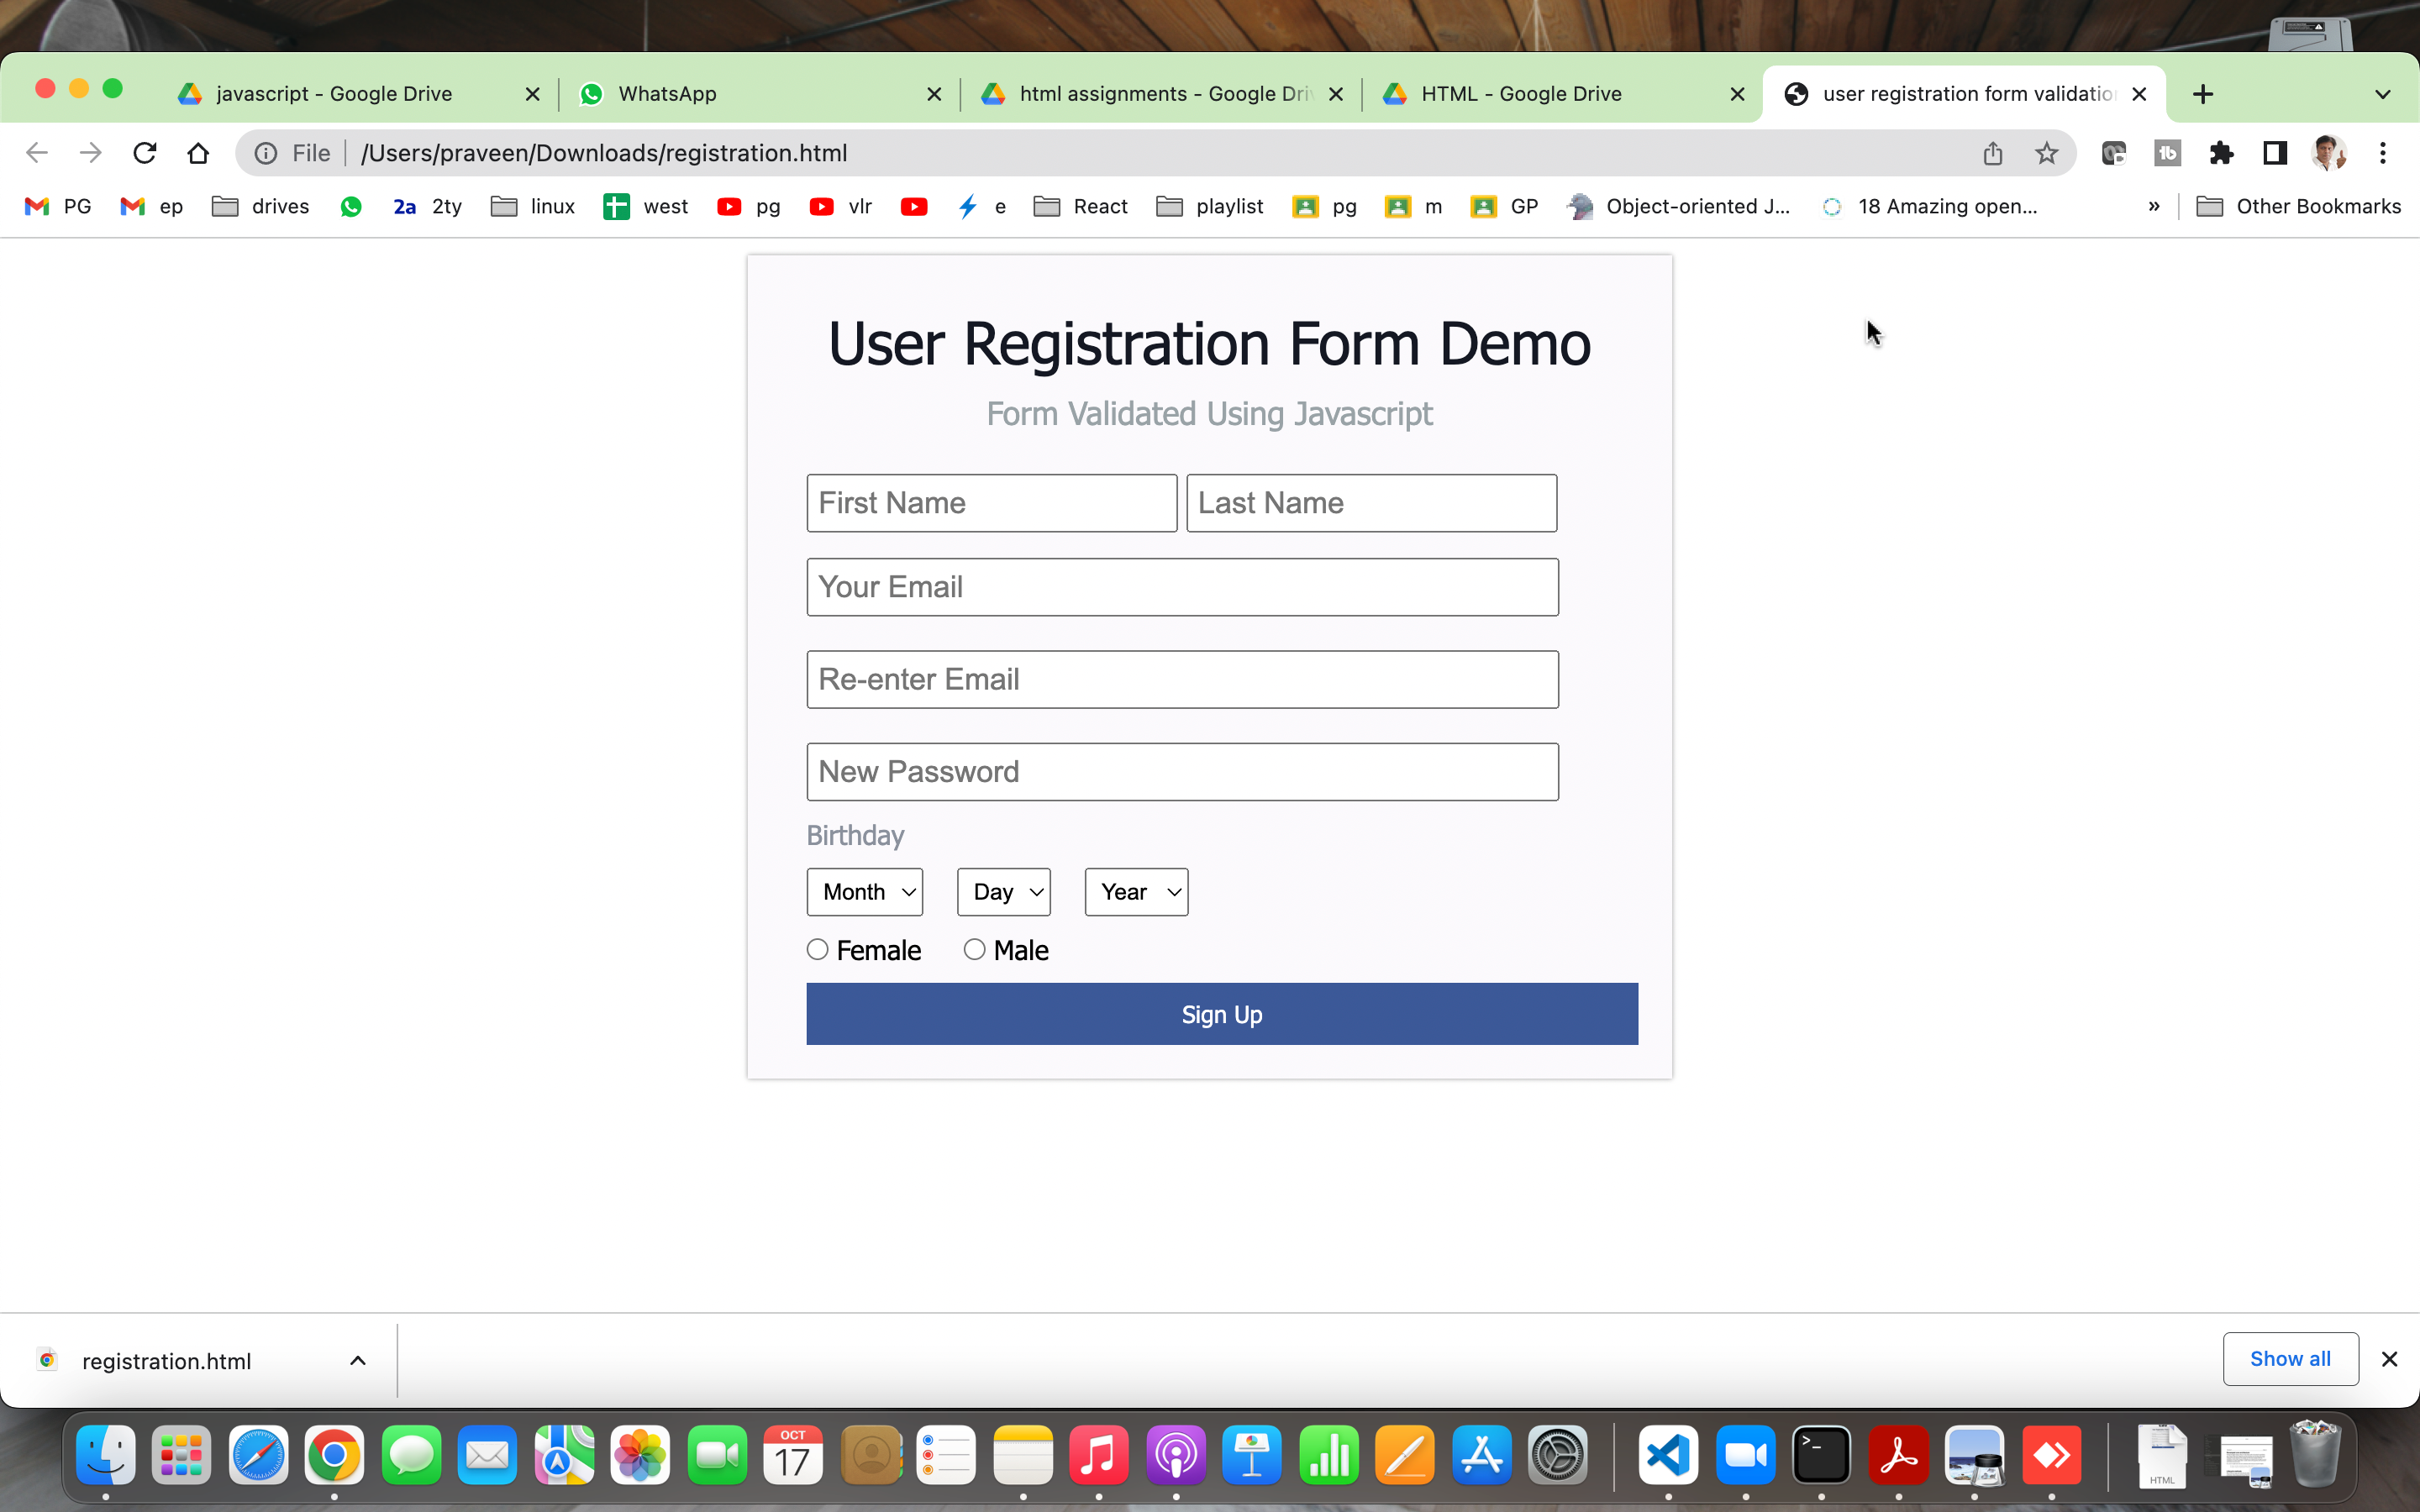 javascript - Google Drive
WhatsApp
html assignments - Google Driv
HTML - Google Drive
user registration form validatio
File
/Users/praveen/Downloads/registration.html
PG
ep
drives
2a 2ty
linux
west
pg
vlr
e
React
playlist
pg
m
GP
Object-oriented J...
18 Amazing open...
»
Other Bookmarks
User Registration Form Demo
Form Validated Using Javascript
First Name
Last Name
Your Email
Re-enter Email
New Password
Birthday
Month
Day
Year
Female
Male
Sign Up
registration.html
Show all
OCT
17
HTML